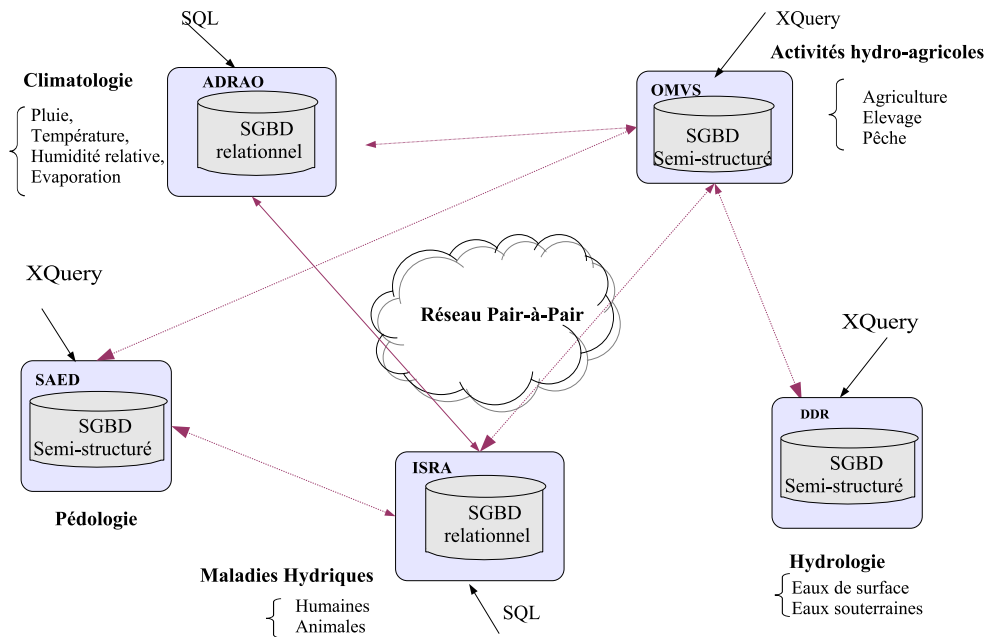 SQL
Climatologie
Pluie,
Température,
Humidité relative,
Evaporation
ADRAO
SGBD
relationnel
XQuery
Activités hydro-agricoles
OMVS
SGBD
Semi-structuré
Agriculture
Elevage
Pêche
Réseau Pair-à-Pair
XQuery
SAED
SGBD
Semi-structuré
Pédologie
XQuery
DDR
SGBD
Semi-structuré
Hydrologie
Eaux de surface
Eaux souterraines
ISRA
SGBD
relationnel
Maladies Hydriques
Humaines
Animales
SQL